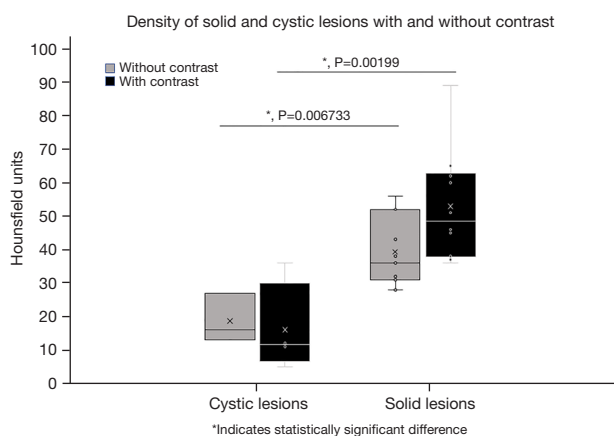 Density of solid and cystic lesions with and without contrast
100
90
80
70
60
50
40
30
20
10
0
Hounsfield units
Without contrast
With contrast
*, P=0.00199
*, P=0.006733
Cystic lesions
Solid lesions
*Indicates statistically significant difference